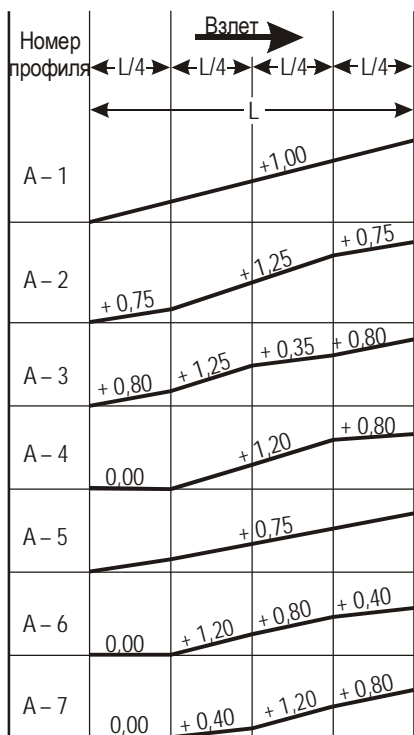 Взлет
Номер
профиля
L/4 L/4 L/4 L/4
L
А – 1
+1,00
А – 2
+ 0,75 + 1,25 + 0,75
А – 3
+ 0,80 + 1,25 + 0,35 + 0,80
А – 4
0,00 + 1,20 + 0,80
А – 5
+ 0,75
А – 6
0,00 + 1,20 + 0,80 + 0,40
А – 7
0,00 + 0,40 + 1,20 + 0,80